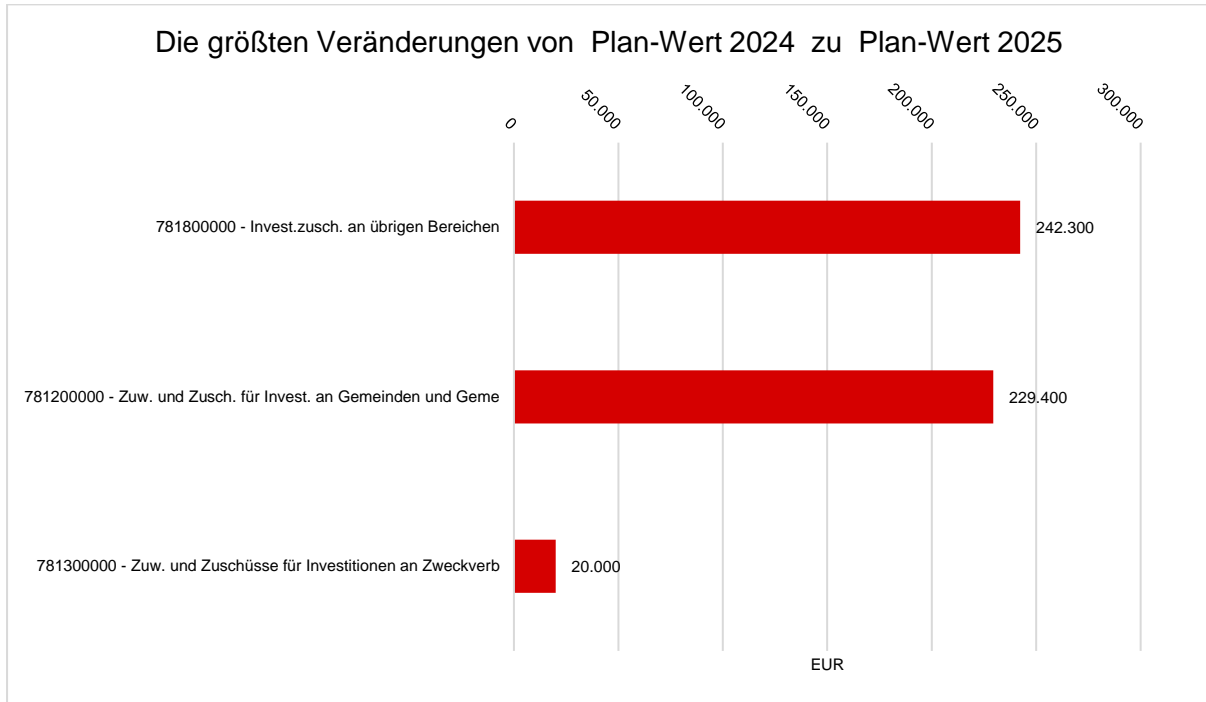 Die größten Veränderungen von Plan-Wert 2024 zu Plan-Wert 2025
0
50.000
100.000
150.000
200.000
250.000
300.000
781800000 - Invest.zusch. an übrigen Bereichen
242.300
781200000 - Zuw. und Zusch. für Invest. an Gemeinden und Geme
229.400
781300000 - Zuw. und Zuschüsse für Investitionen an Zweckverb
20.000
EUR